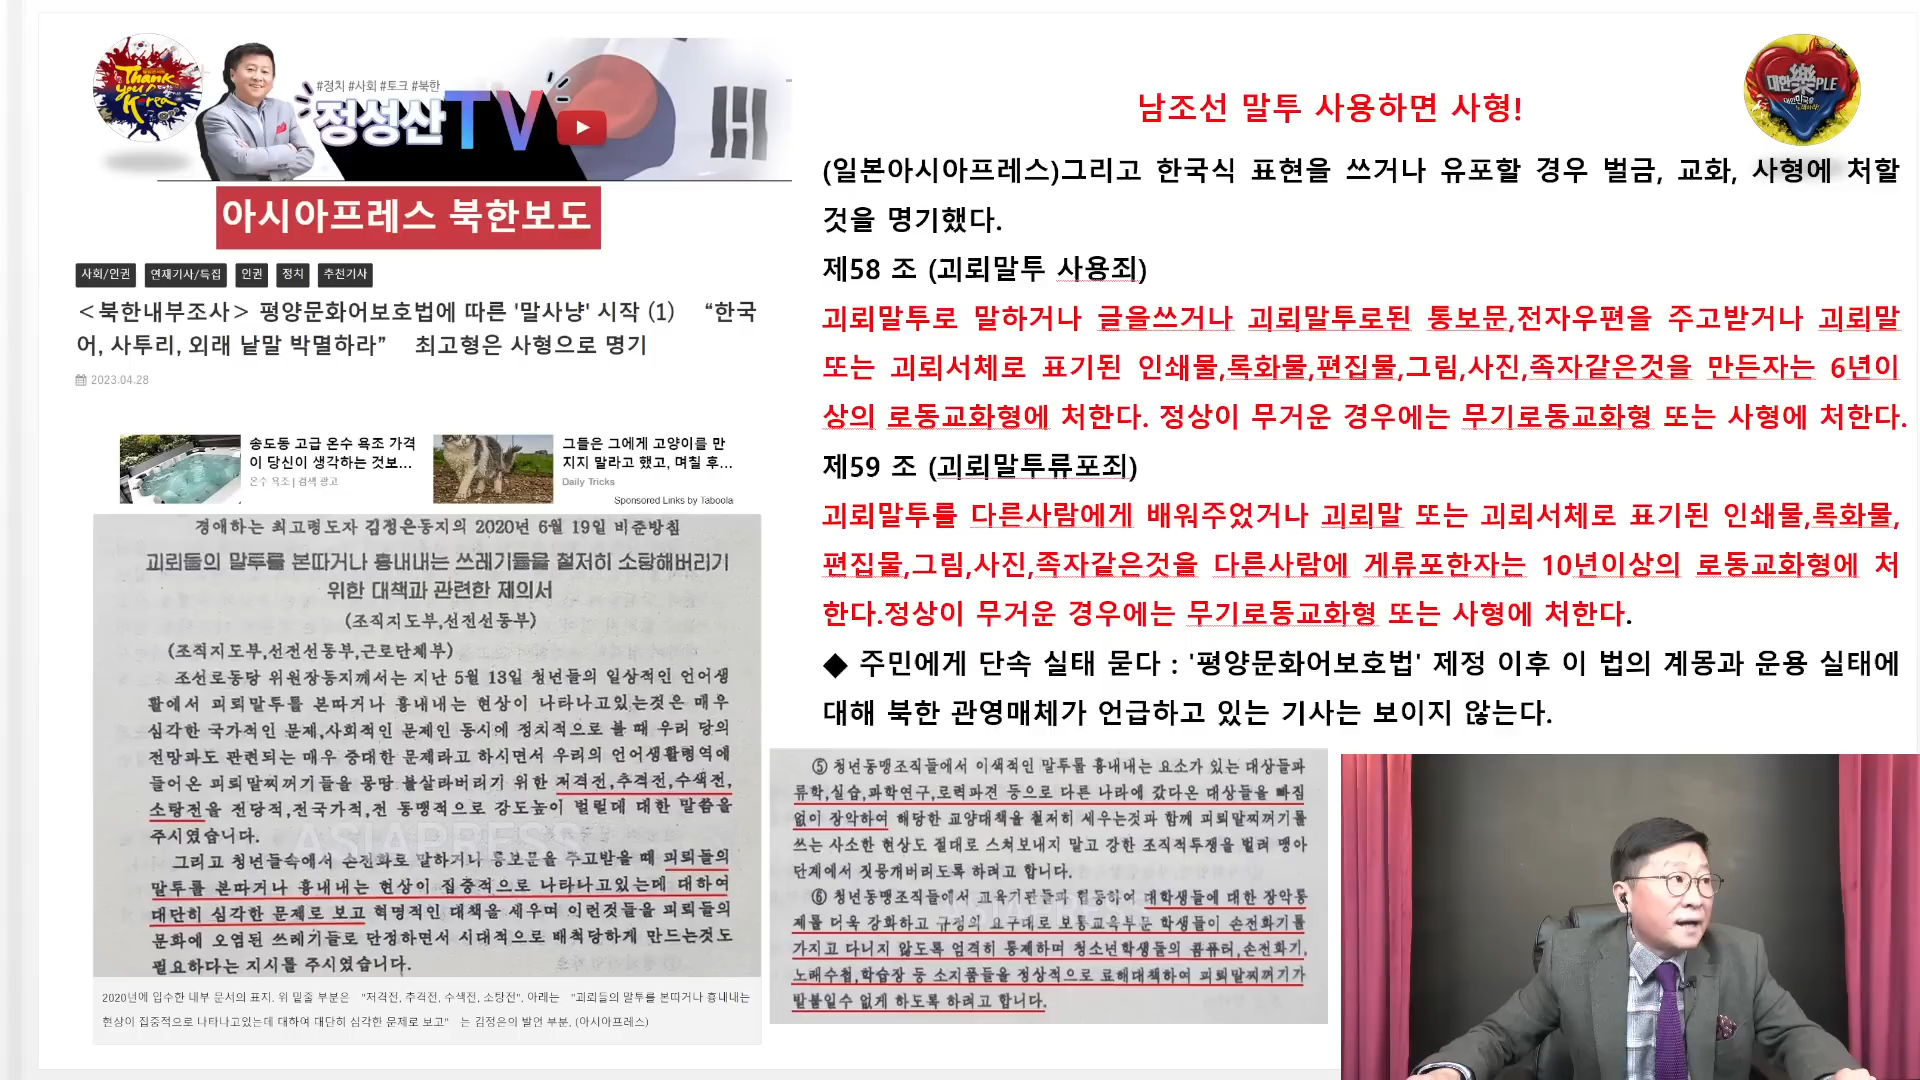 Thank you Korea
#정치 #사회 #토크 #북한
정성산TV
아시아프레스 북한보도
사회/인권 연재기사/특집 인권 정치 추천기사
<북한내부조사> 평양문화어보호법에 따른 '말사냥' 시작 (1) “한국
어, 사투리, 외래 낱말 박멸하라” 최고형은 사형으로 명기
2023.04.28
송도동 고급 온수 욕조 가격
이 당신이 생각하는 것보...
온수 욕조 | 검색 광고
그들은 그에게 고양이를 만
지지 말라고 했고, 며칠 후...
Daily Tricks
Sponsored Links by Taboola
경애하는 최고령도자 김정은동지의 2020년 6월 19일 비준방침
괴뢰들의 말투를 본따거나 흉내내는 쓰레기들을 철저히 소탕해버리기
위한 대책과 관련한 제의서
(조직지도부,선전선동부)
(조직지도부,선전선동부,근로단체부)
조선로동당 위원장동지께서는 지난 5월 13일 청년들의 일상적인 언어생
활에서 괴뢰말투를 본따거나 흉내내는 현상이 나타나고있는것은 매우
심각한 국가적인 문제,사회적인 문제인 동시에 정치적으로 볼 때 우리 당의
전망과도 관련되는 매우 중대한 문제라고 하시면서 우리의 언어생활령역에
들어온 괴뢰말찌꺼기들을 몽땅 불살라버리기 위한 저격전,추격전,수색전,
소탕전을 전당적,전국가적,전 동맹적으로 강도높이 벌릴데 대한 말씀을
주시였습니다.
그리고 청년들속에서 손전화로 말하거나 통보문을 주고받을 때 괴뢰들의
말투를 본따거나 흉내내는 현상이 집중적으로 나타나고있는데 대하여
대단히 심각한 문제로 보고 혁명적인 대책을 세우며 이런것들을 괴뢰들의
문화에 오염된 쓰레기들로 단정하면서 시대적으로 배척당하게 만드는것도
필요하다는 지시를 주시였습니다.
ASIAPRESS
2020년에 입수한 내부 문서의 표지. 위 밑줄 부분은 "저격전, 추격전, 수색전, 소탕전". 아래는 "괴뢰들의 말투를 본따거나 흉내내는
현상이 집중적으로 나타나고있는데 대하여 대단히 심각한 문제로 보고" 는 김정은의 발언 부분. (아시아프레스)
대한樂PLE
남조선 말투 사용하면 사형!
(일본아시아프레스)그리고 한국식 표현을 쓰거나 유포할 경우 벌금, 교화, 사형에 처할
것을 명기했다.
제58 조 (괴뢰말투 사용죄)
괴뢰말투로 말하거나 글을쓰거나 괴뢰말투로된 통보문,전자우편을 주고받거나 괴뢰말
또는 괴뢰서체로 표기된 인쇄물,록화물,편집물,그림,사진,족자같은것을 만든자는 6년이
상의 로동교화형에 처한다. 정상이 무거운 경우에는 무기로동교화형 또는 사형에 처한다.
제59 조 (괴뢰말투류포죄)
괴뢰말투를 다른사람에게 배워주었거나 괴뢰말 또는 괴뢰서체로 표기된 인쇄물,록화물,
편집물,그림,사진,족자같은것을 다른사람에 게류포한자는 10년이상의 로동교화형에 처
한다.정상이 무거운 경우에는 무기로동교화형 또는 사형에 처한다.
◆ 주민에게 단속 실태 묻다 : '평양문화어보호법' 제정 이후 이 법의 계몽과 운용 실태에
대해 북한 관영매체가 언급하고 있는 기사는 보이지 않는다.
⑤ 청년동맹조직들에서 이색적인 말투를 흉내내는 요소가 있는 대상들과
류학,실습,과학연구,로력파견 등으로 다른 나라에 갔다온 대상들을 빠짐
없이 장악하여 해당한 교양대책을 철저히 세우는것과 함께 괴뢰말찌꺼기를
쓰는 사소한 현상도 절대로 스쳐보내지 말고 강한 조직적투쟁을 벌려 맹아
단계에서 짓뭉개버리도록 하려고 합니다.
⑥ 청년동맹조직들에서 교육기관들과 협동하여 대학생들에 대한 장악통
제를 더욱 강화하고 규정의 요구대로 보통교육부문 학생들이 손전화기를
가지고 다니지 않도록 엄격히 통제하며 청소년학생들의 콤퓨터,손전화기,
노래수첩,학습장 등 소지품들을 정상적으로 료해대책하여 괴뢰말찌꺼기가
발붙일수 없게 하도록 하려고 합니다.